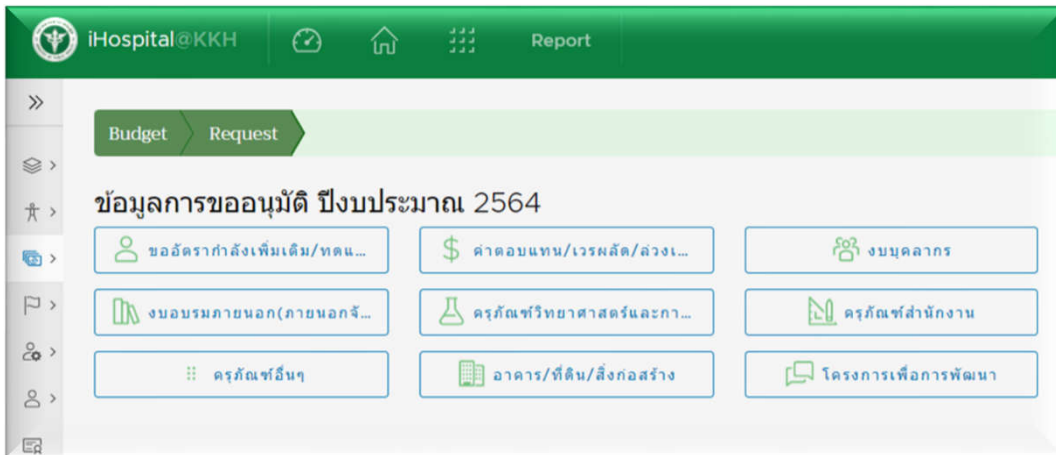 iHospital@KKH Report
Budget Request
ข้อมูลการขออนุมัติ ปีงบประมาณ 2564
ขออัตรากำลังเพิ่มเติม/ทดแ... ค่าตอบแทน/เวรผลัด/ล่วงเ... งบบุคลากร
งบอบรมภายนอก(ภายนอกจั... ครุภัณฑ์วิทยาศาสตร์และกา... ครุภัณฑ์สำนักงาน
ครุภัณฑ์อื่นๆ อาคาร/ที่ดิน/สิ่งก่อสร้าง โครงการเพื่อการพัฒนา